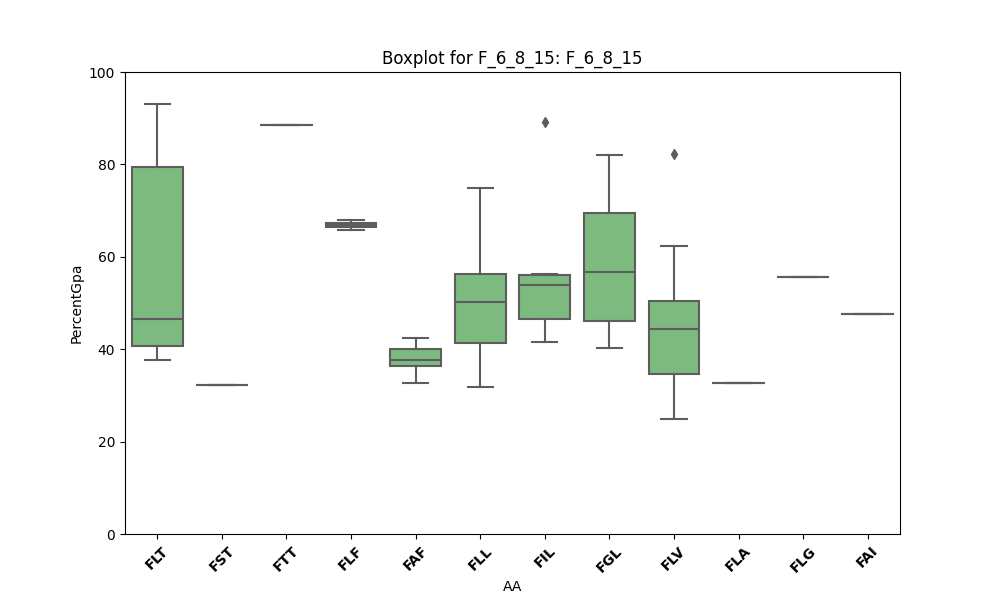 Boxplot for F_6_8_15: F_6_8_15
100
80
60
40
20
0
PercentGpa
FLT
FST
FTT
FLF
FAF
FLL
FIL
FGL
FLV
FLA
FLG
FAI
AA